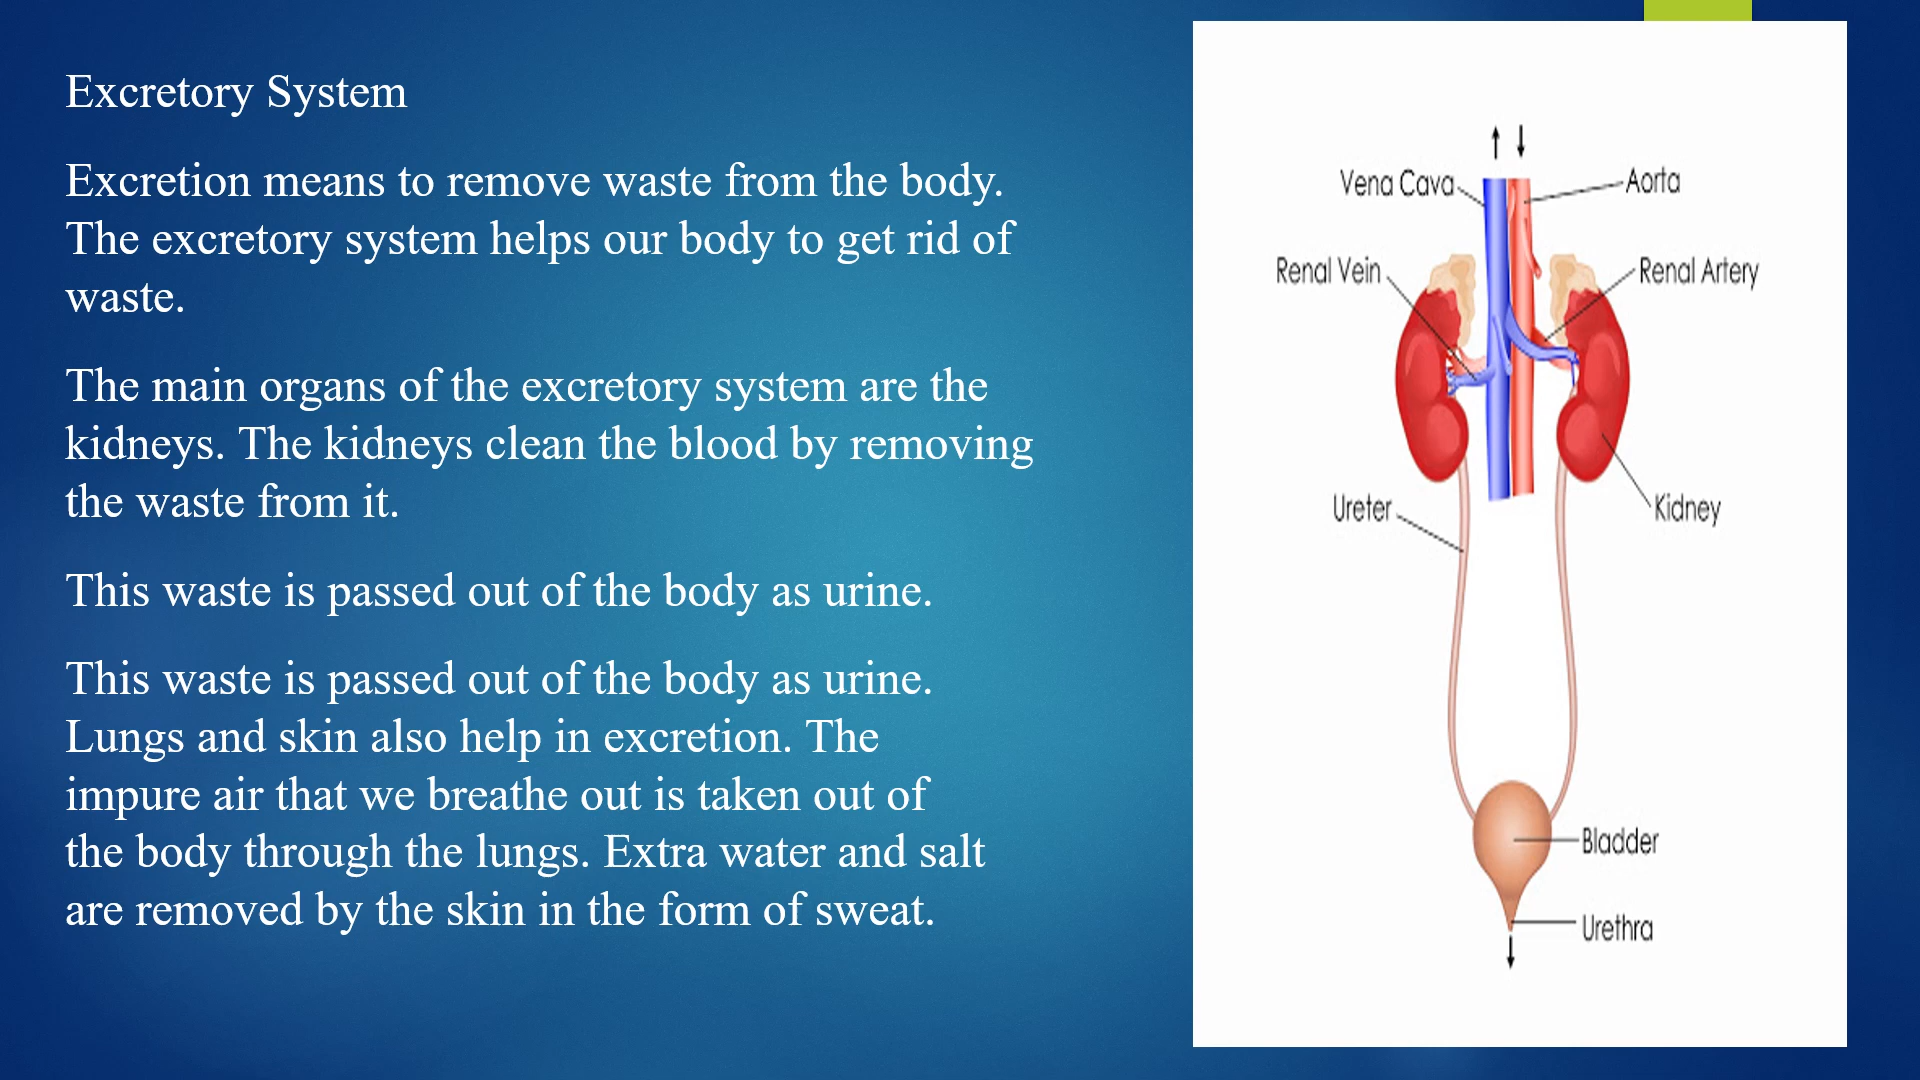 Excretory System
Excretion means to remove waste from the body.
The excretory system helps our body to get rid of
waste.
The main organs of the excretory system are the
kidneys. The kidneys clean the blood by removing
the waste from it.
This waste is passed out of the body as urine.
This waste is passed out of the body as urine.
Lungs and skin also help in excretion. The
impure air that we breathe out is taken out of
the body through the lungs. Extra water and salt
are removed by the skin in the form of sweat.
Vena Cava
Aorta
Renal Vein
Renal Artery
Ureter
Kidney
Bladder
Urethra